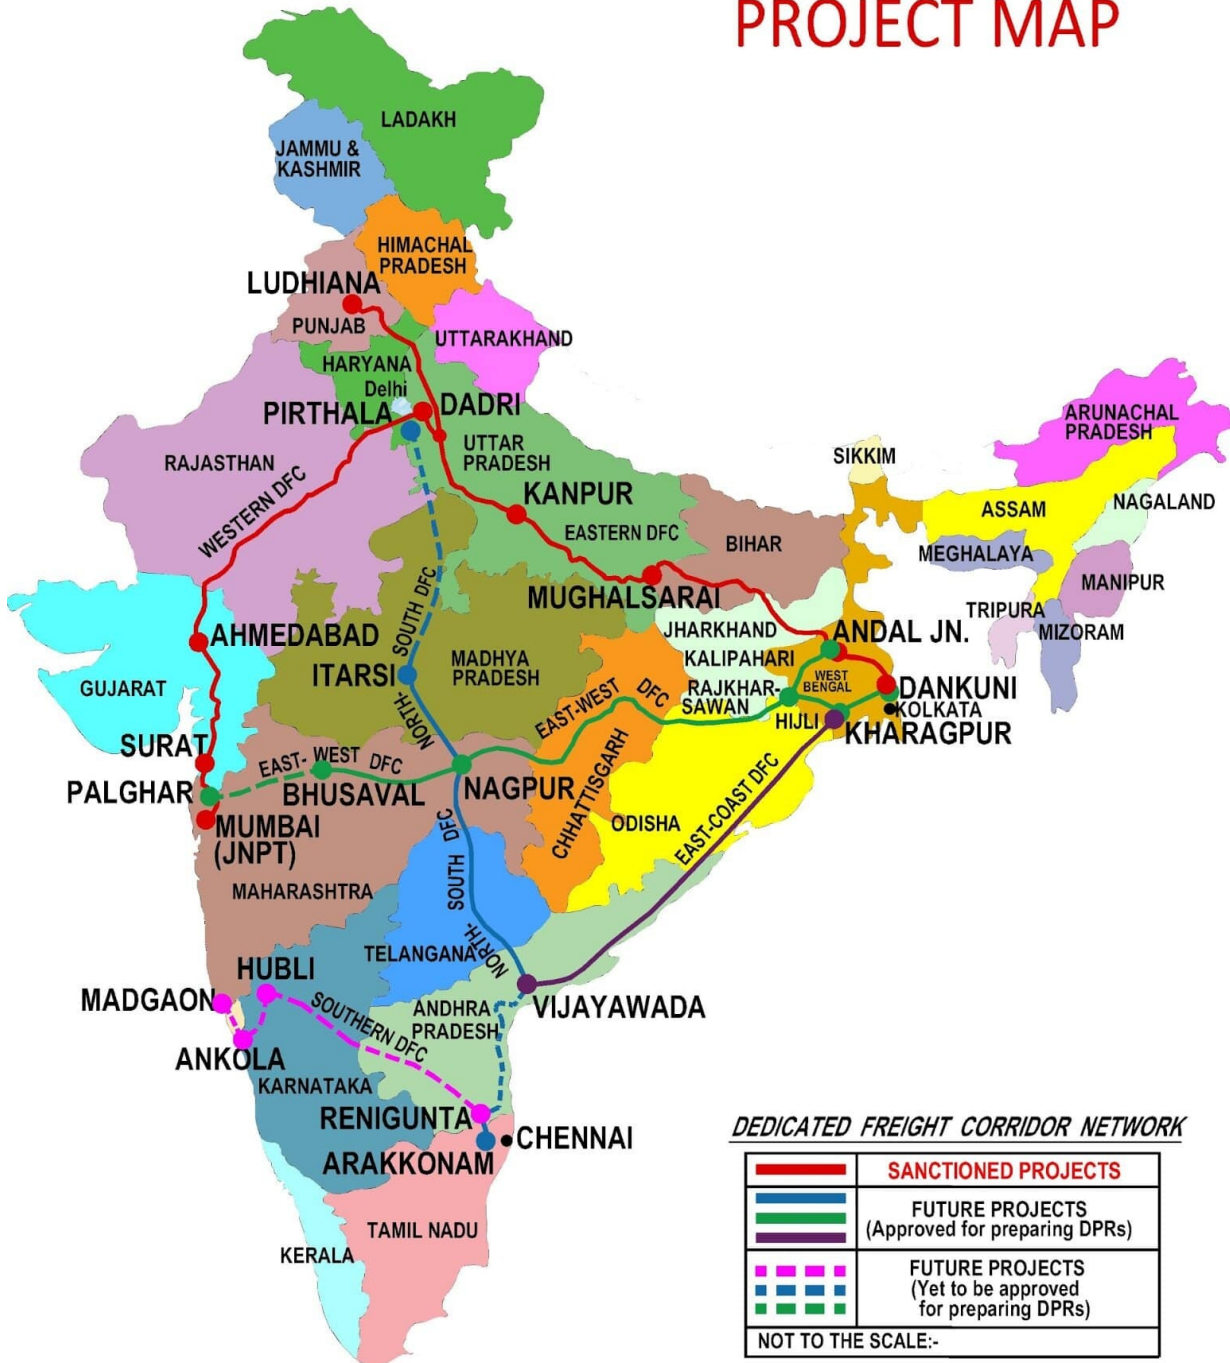 PROJECT MAP
LADAKH
JAMMU &
KASHMIR
HIMACHAL
PRADESH
LUDHIANA
PUNJAB
UTTARAKHAND
HARYANA
Delhi
PIRTHALA
DADRI
UTTAR
PRADESH
RAJASTHAN
WESTERN DFC
KANPUR
EASTERN DFC
BIHAR
SIKKIM
ARUNACHAL
PRADESH
ASSAM
NAGALAND
MEGHALAYA
MANIPUR
TRIPURA
MIZORAM
MUGHALSARAI
AHMEDABAD
GUJARAT
NORTH-
SOUTH DFC
ITARSI
MADHYA
PRADESH
JHARKHAND
ANDAL JN.
KALIPAHARI
WEST
BENGAL
RAJKHAR-
SAWAN
DANKUNI
KOLKATA
HIJLI
KHARAGPUR
SURAT
EAST- WEST DFC
EAST-WEST DFC
PALGHAR
BHUSAVAL
NAGPUR
CHHATTISGARH
MUMBAI
(JNPT)
ODISHA
EAST-COAST DFC
MAHARASHTRA
NORTH-
SOUTH DFC
TELANGANA
HUBLI
MADGAON
SOUTHERN DFC
ANDHRA
PRADESH
VIJAYAWADA
ANKOLA
KARNATAKA
RENIGUNTA
CHENNAI
ARAKKONAM
TAMIL NADU
KERALA
DEDICATED FREIGHT CORRIDOR NETWORK
SANCTIONED PROJECTS
FUTURE PROJECTS
(Approved for preparing DPRs)
FUTURE PROJECTS
(Yet to be approved
for preparing DPRs)
NOT TO THE SCALE:-